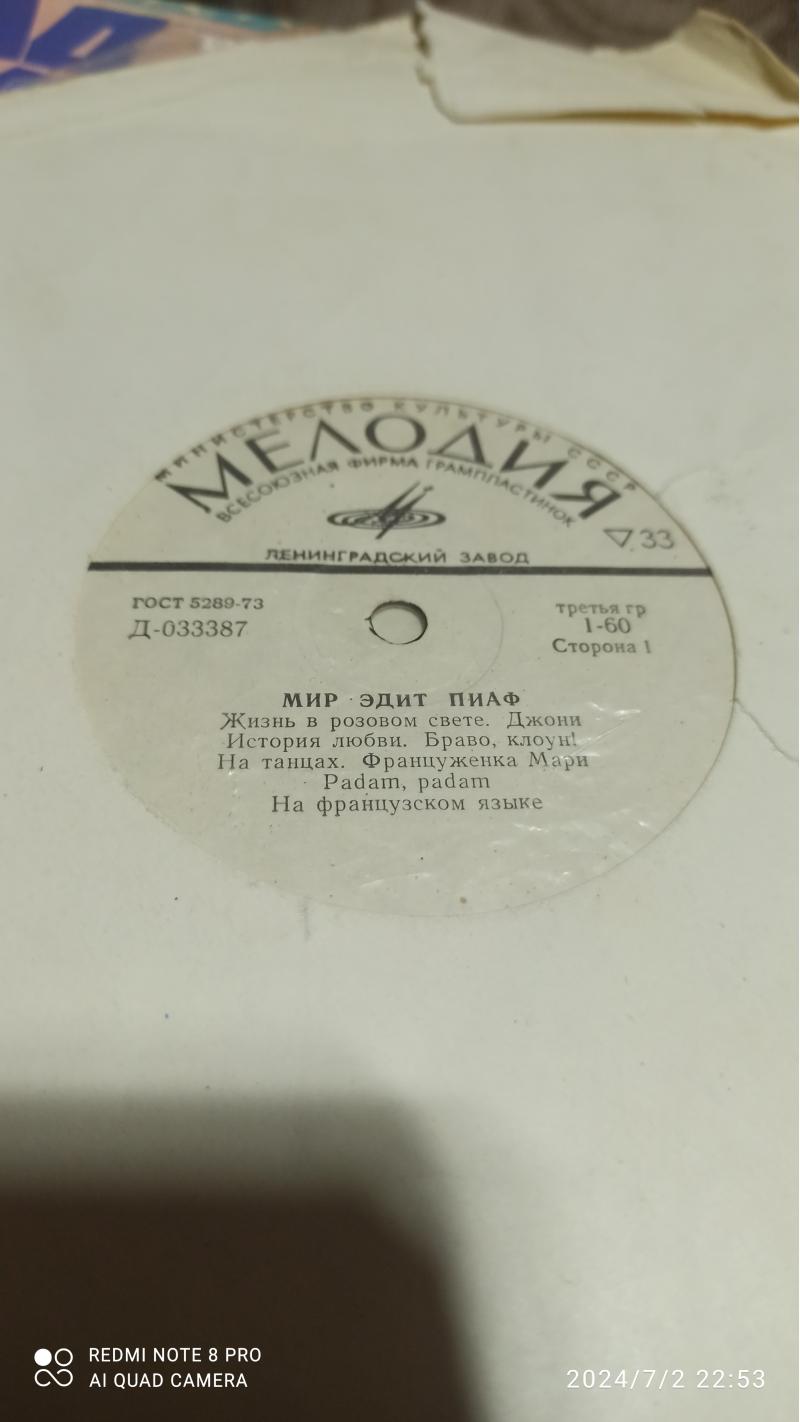 МИНИСТЕРСТВО КУЛЬТУРЫ СССР
МЕЛОДИЯ
ВСЕСОЮЗНАЯ ФИРМА ГРАМПЛАСТИНОК
33
ЛЕНИНГРАДСКИЙ ЗАВОД
ГОСТ 5289-73
Д-033387
третья гр
1-60
Сторона 1
МИР ЭДИТ ПИАФ
Жизнь в розовом свете. Джони
История любви. Браво, клоун!
На танцах. Француженка Мари
Padam, padam
На французском языке
REDMI NOTE 8 PRO
AI QUAD CAMERA
2024/7/2 22:53